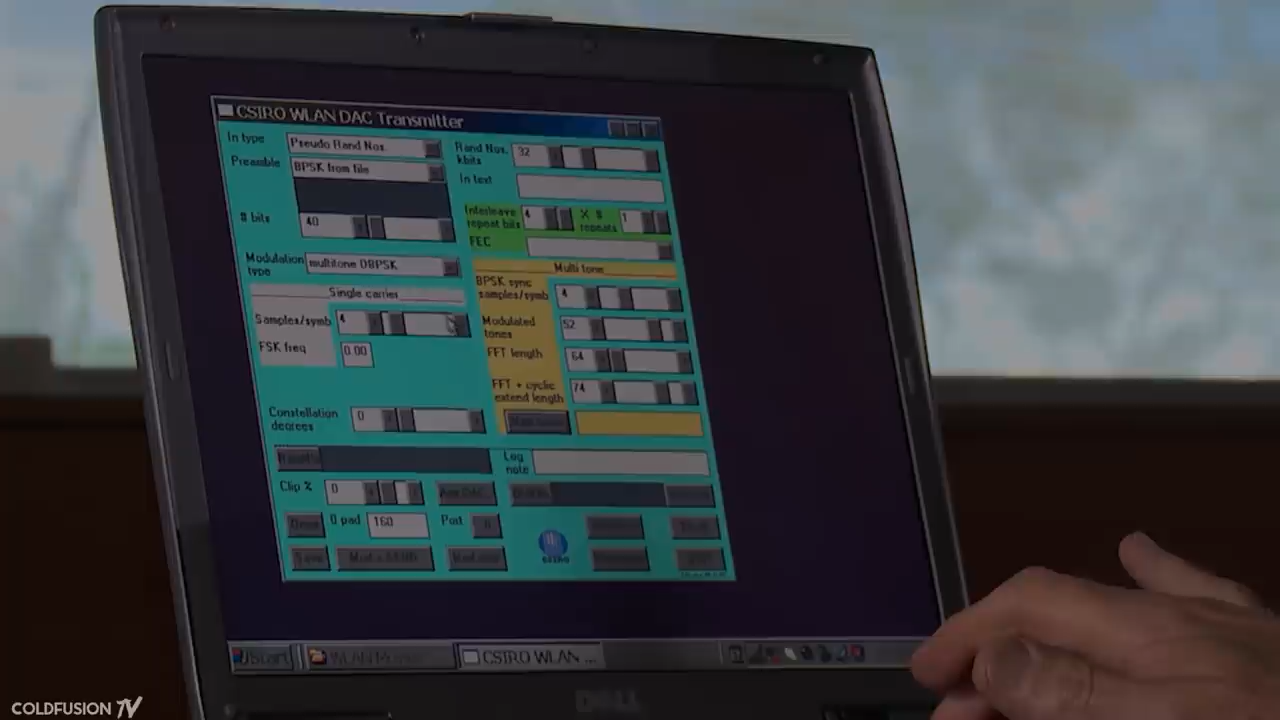 CSIRO WLAN DAC Transmitter
In type Pseudo Rand Nos. Rand Nos. kbits 32
Preamble BPSK from file In text
# bits 40 Interleave repeat bits 4 X # repeats 1
FEC
Modulation type multitone DBPSK Multi tone
Single carrier BPSK sync samples/symb 4
Samples/symb 4 Modulated tones 52
FSK freq 0.00 FFT length 64
FFT + cyclic extend length 74
Constellation degrees 0
Log note
Clip % 0
0 pad 160 Port
CSIRO
Save
Start CSIRO WLAN ...
DELL
COLDFUSION TV